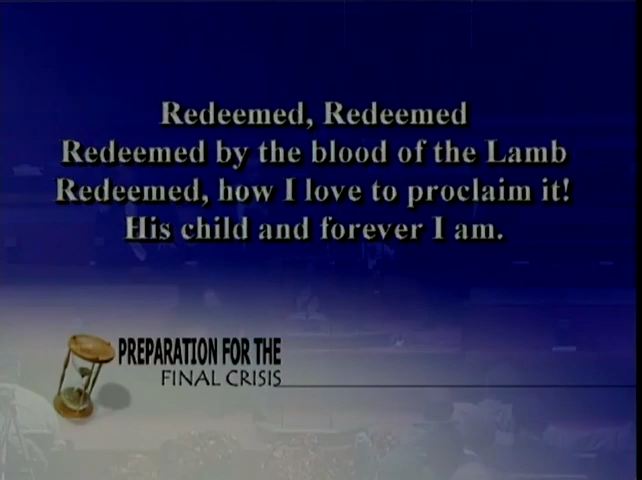 Redeemed, Redeemed
Redeemed by the blood of the Lamb
Redeemed, how I love to proclaim it!
His child and forever I am.
PREPARATION FOR THE
FINAL CRISIS